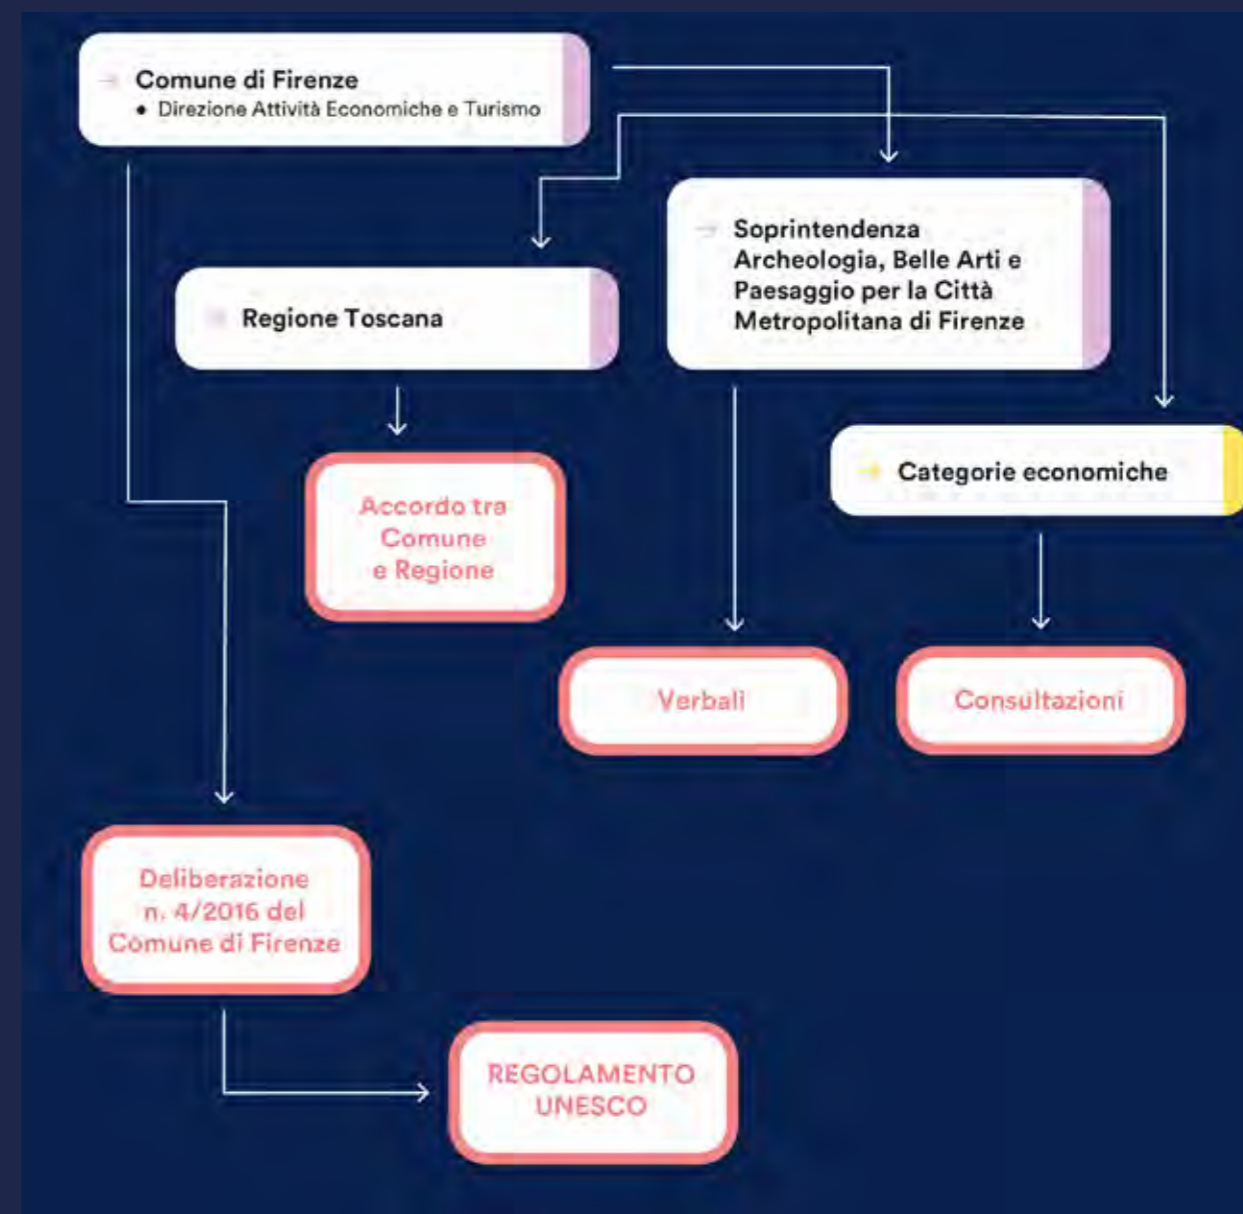 Comune di Firenze
• Direzione Attività Economiche e Turismo
Soprintendenza
Archeologia, Belle Arti e
Paesaggio per la Città
Metropolitana di Firenze
Regione Toscana
Categorie economiche
Accordo tra
Comune
e Regione
Verbali
Consultazioni
Deliberazione
n. 4/2016 del
Comune di Firenze
REGOLAMENTO
UNESCO